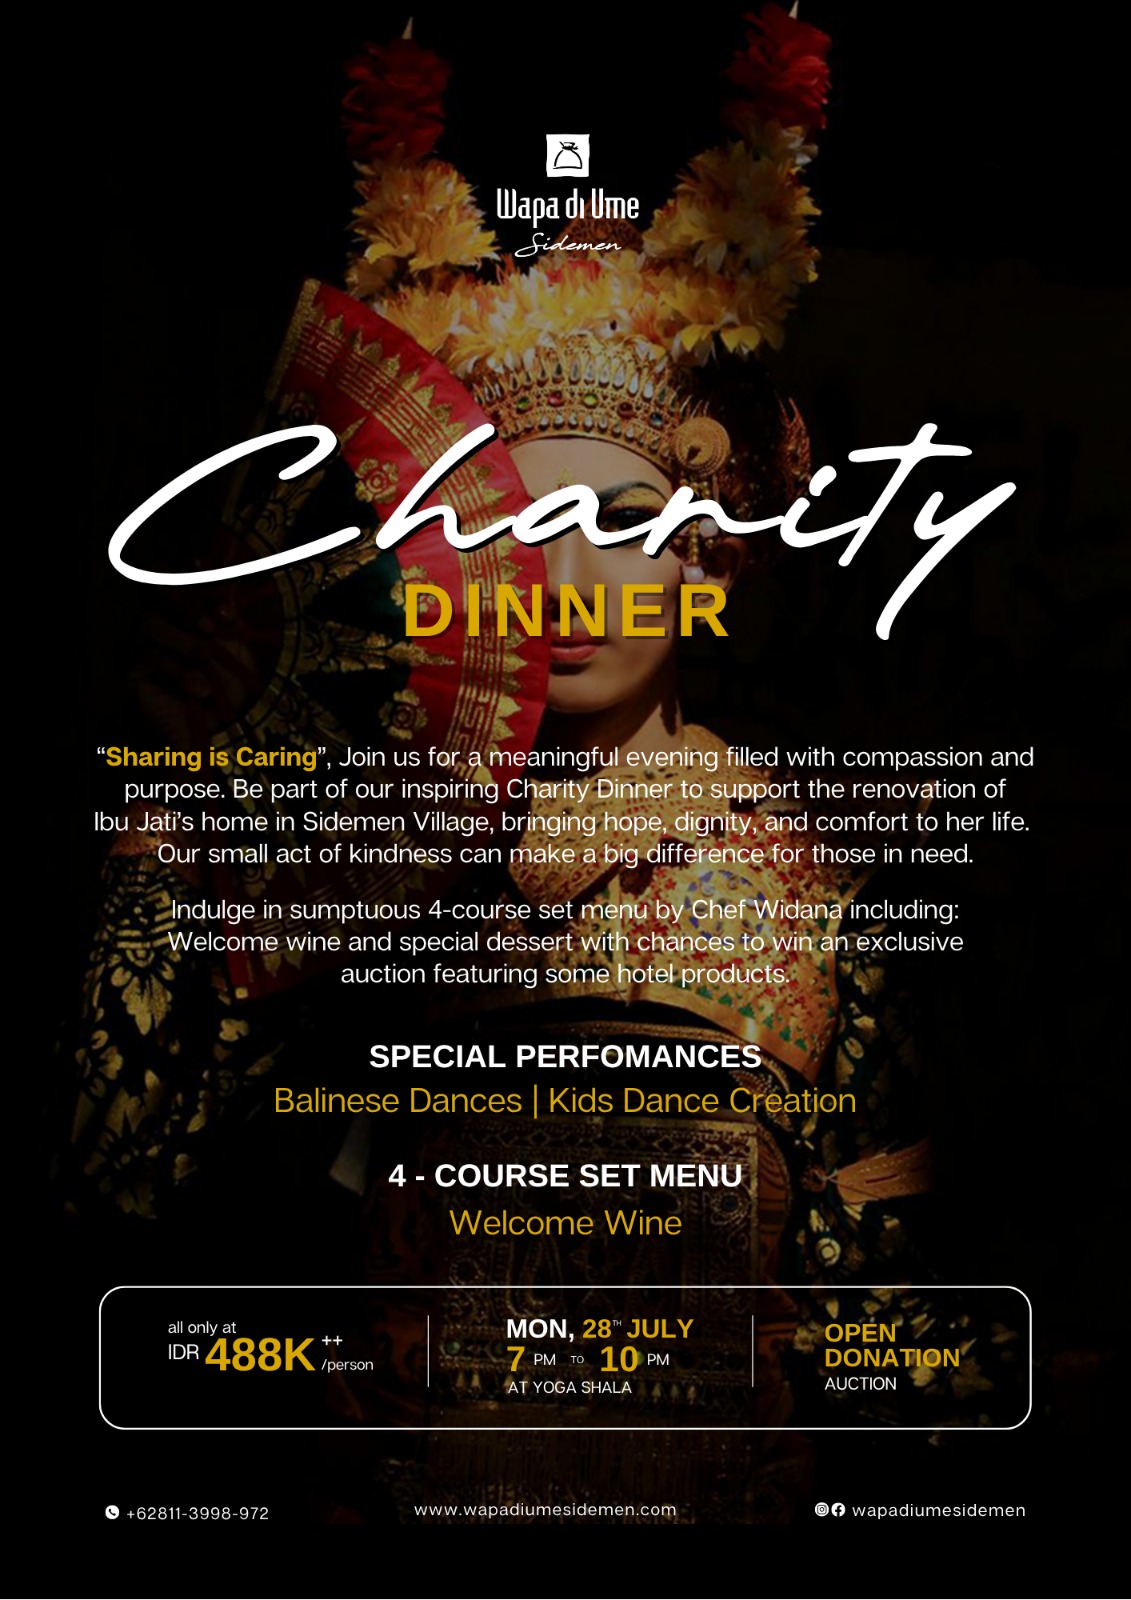 Wapa di Ume
Sidemen
Charity
DINNER
“Sharing is Caring”, Join us for a meaningful evening filled with compassion and
purpose. Be part of our inspiring Charity Dinner to support the renovation of
Ibu Jati’s home in Sidemen Village, bringing hope, dignity, and comfort to her life.
Our small act of kindness can make a big difference for those in need.
Indulge in sumptuous 4-course set menu by Chef Widana including:
Welcome wine and special dessert with chances to win an exclusive
auction featuring some hotel products.
SPECIAL PERFOMANCES
Balinese Dances | Kids Dance Creation
4 - COURSE SET MENU
Welcome Wine
all only at
IDR 488K ++ /person
MON, 28TH JULY
7 PM TO 10 PM
AT YOGA SHALA
OPEN
DONATION
AUCTION
+62811-3998-972
www.wapadiumesidemen.com
wapadiumesidemen